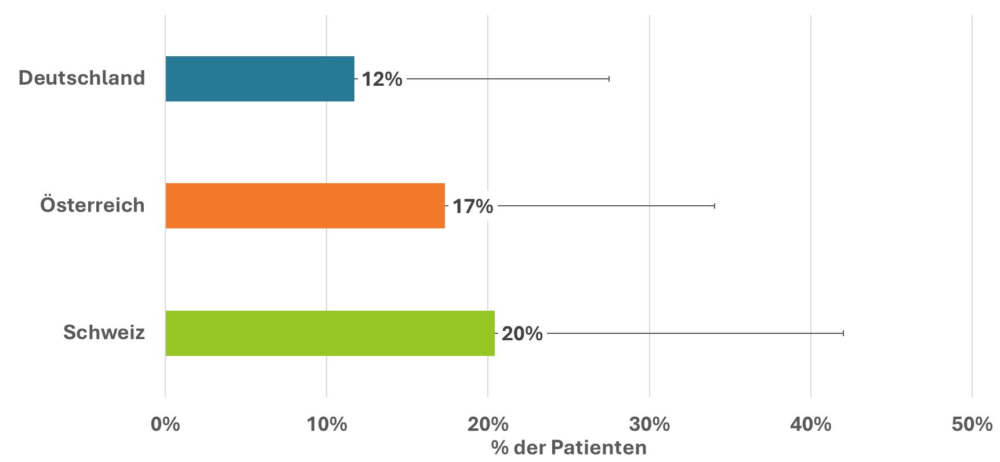 Deutschland 12%
Österreich 17%
Schweiz 20%
0% 10% 20% 30% 40% 50%
% der Patienten